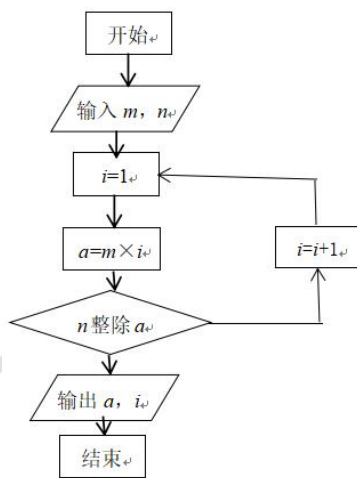 开始
输入 m，n
i=1
a=m×i
i=i+1
n 整除 a
输出 a，i
结束